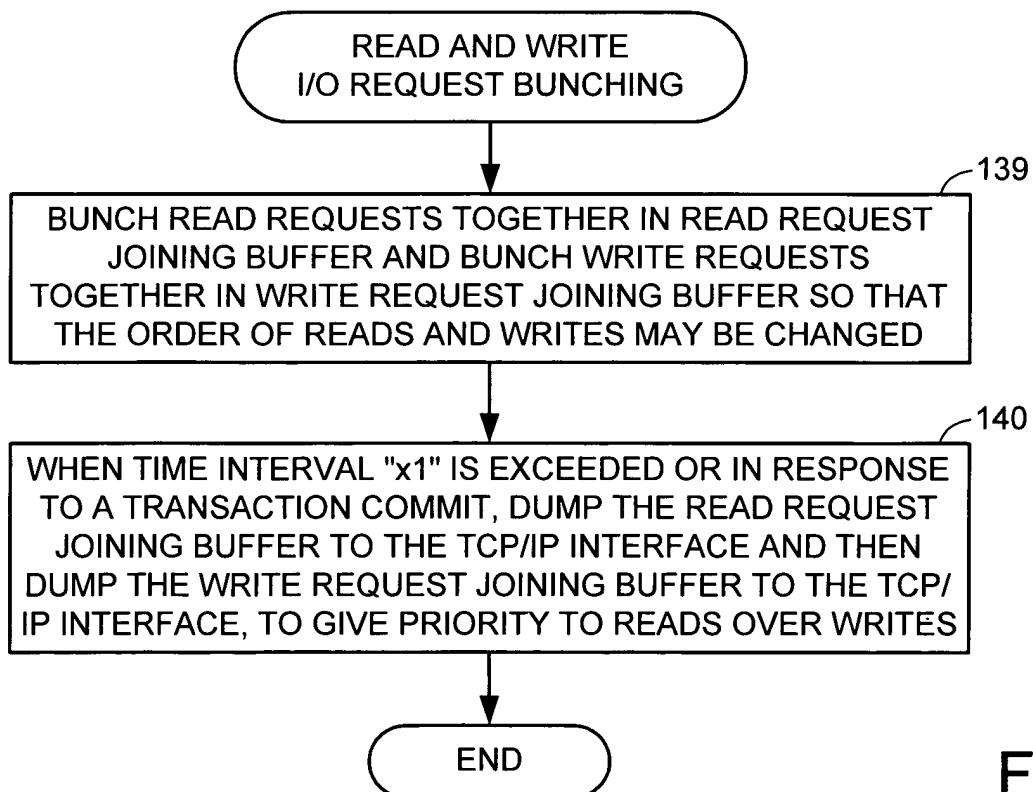 READ AND WRITE
I/O REQUEST BUNCHING
139
BUNCH READ REQUESTS TOGETHER IN READ REQUEST
JOINING BUFFER AND BUNCH WRITE REQUESTS
TOGETHER IN WRITE REQUEST JOINING BUFFER SO THAT
THE ORDER OF READS AND WRITES MAY BE CHANGED
140
WHEN TIME INTERVAL "x1" IS EXCEEDED OR IN RESPONSE
TO A TRANSACTION COMMIT, DUMP THE READ REQUEST
JOINING BUFFER TO THE TCP/IP INTERFACE AND THEN
DUMP THE WRITE REQUEST JOINING BUFFER TO THE TCP/
IP INTERFACE, TO GIVE PRIORITY TO READS OVER WRITES
END